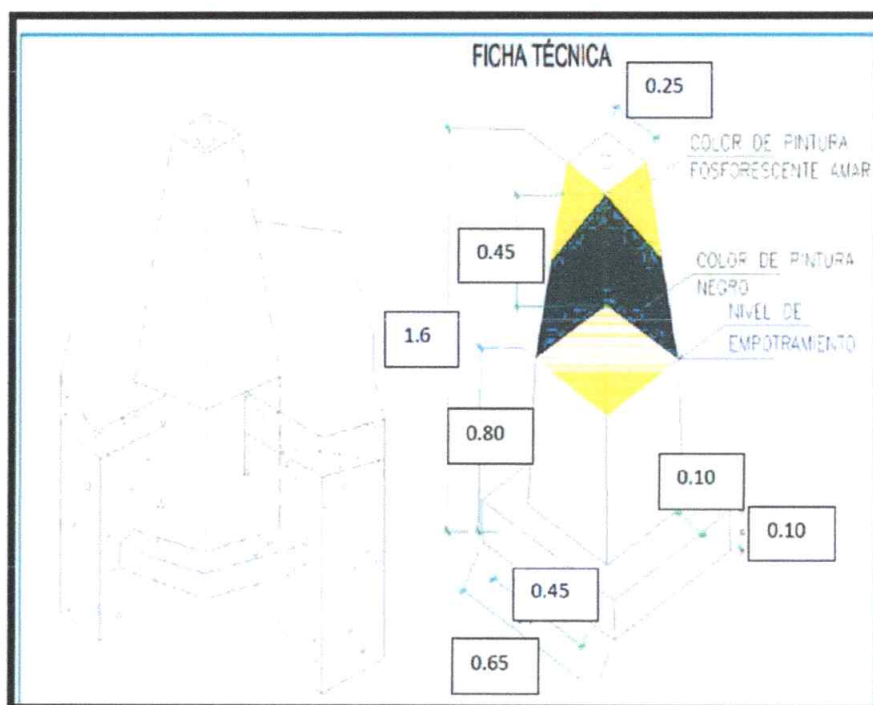 FICHA TÉCNICA
0.25
COLOR DE PINTURA
FOSFORESCENTE AMAR
0.45
COLOR DE PINTURA
NEGRO
NIVEL DE
EMPOTRAMIENTO
1.6
0.80
0.10
0.10
0.45
0.65